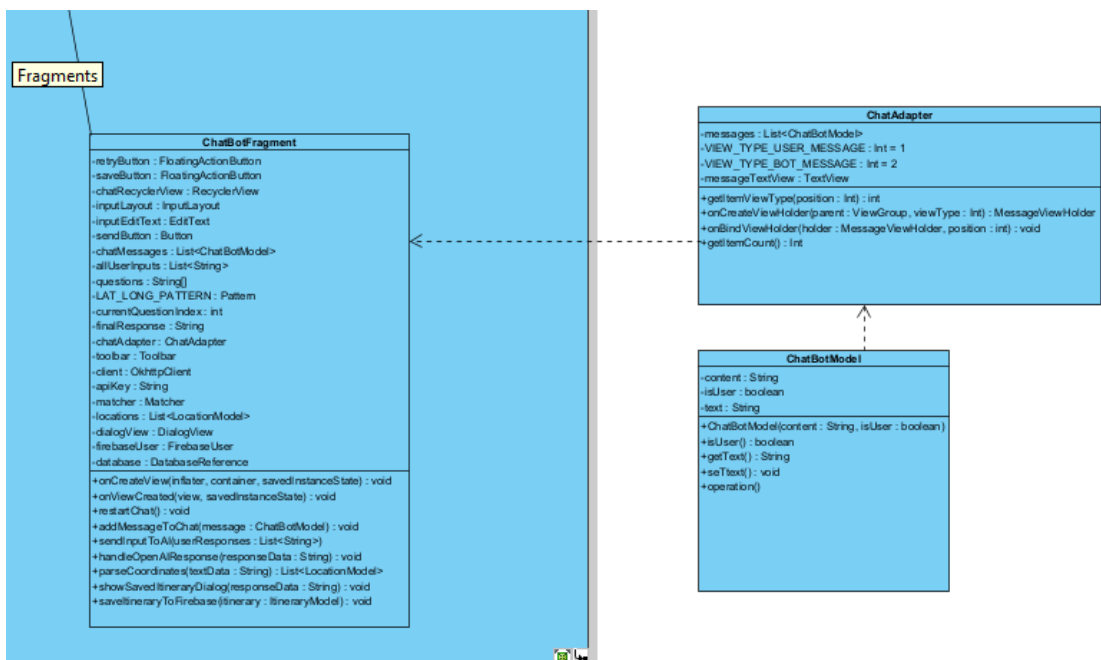 Fragments
ChatBotFragment
-retryButton : FloatingActionButton
-saveButton : FloatingActionButton
-chatRecyclerView : RecyclerView
-inputLayout : InputLayout
-inputEditText : EditText
-sendButton : Button
-chatMessages : List<ChatBotModel>
-allUserInputs : List<String>
-questions : String[]
-LAT_LONG_PATTERN : Pattern
-currentQuestionIndex : int
-finalResponse : String
-chatAdapter : ChatAdapter
-toolbar : Toolbar
-client : OkhttpClient
-apiKey : String
-matcher : Matcher
-locations : List<LocationModel>
-dialogView : DialogView
-firebaseUser : FirebaseUser
-database : DatabaseReference
+onCreateView(inflater, container, savedInstanceState) : void
+onViewCreated(view, savedInstanceState) : void
+restartChat() : void
+addMessageToChat(message : ChatBotModel) : void
+sendInputToAI(userResponses : List<String>)
+handleOpenAIResponse(responseData : String) : void
+parseCoordinates(textData : String) : List<LocationModel>
+showSavedItineraryDialog(responseData : String) : void
+saveItineraryToFirebase(itinerary : ItineraryModel) : void
ChatAdapter
-messages : List<ChatBotModel>
-VIEW_TYPE_USER_MESSAGE : Int = 1
-VIEW_TYPE_BOT_MESSAGE : Int = 2
-messageTextView : TextView
+getItemViewType(position : Int) : int
+onCreateViewHolder(parent : ViewGroup, viewType : Int) : MessageViewHolder
+onBindViewHolder(holder : MessageViewHolder, position : int) : void
+getItemCount() : Int
ChatBotModel
-content : String
-isUser : boolean
-text : String
+ChatBotModel(content : String, isUser : boolean)
+isUser() : boolean
+getText() : String
+seTtext() : void
+operation()